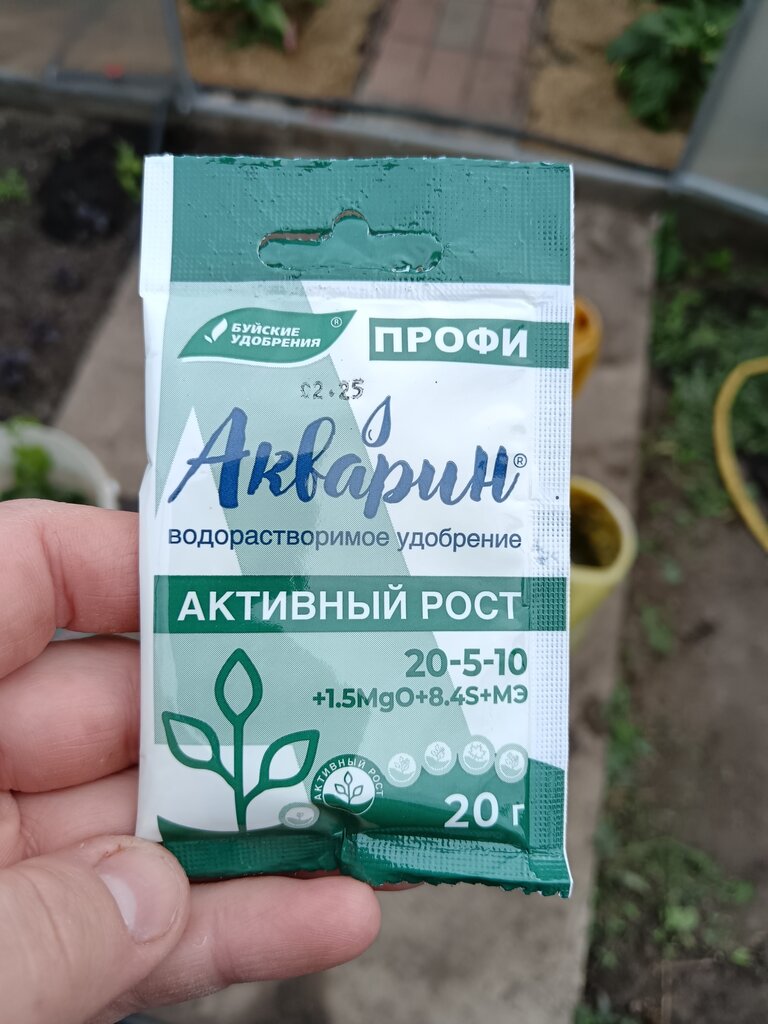 БУЙСКИЕ
УДОБРЕНИЯ ®
ПРОФИ
02.25
Акварин®
водорастворимое удобрение
АКТИВНЫЙ РОСТ
20-5-10
+1.5MgO+8.4S+МЭ
АКТИВНЫЙ РОСТ
20 г